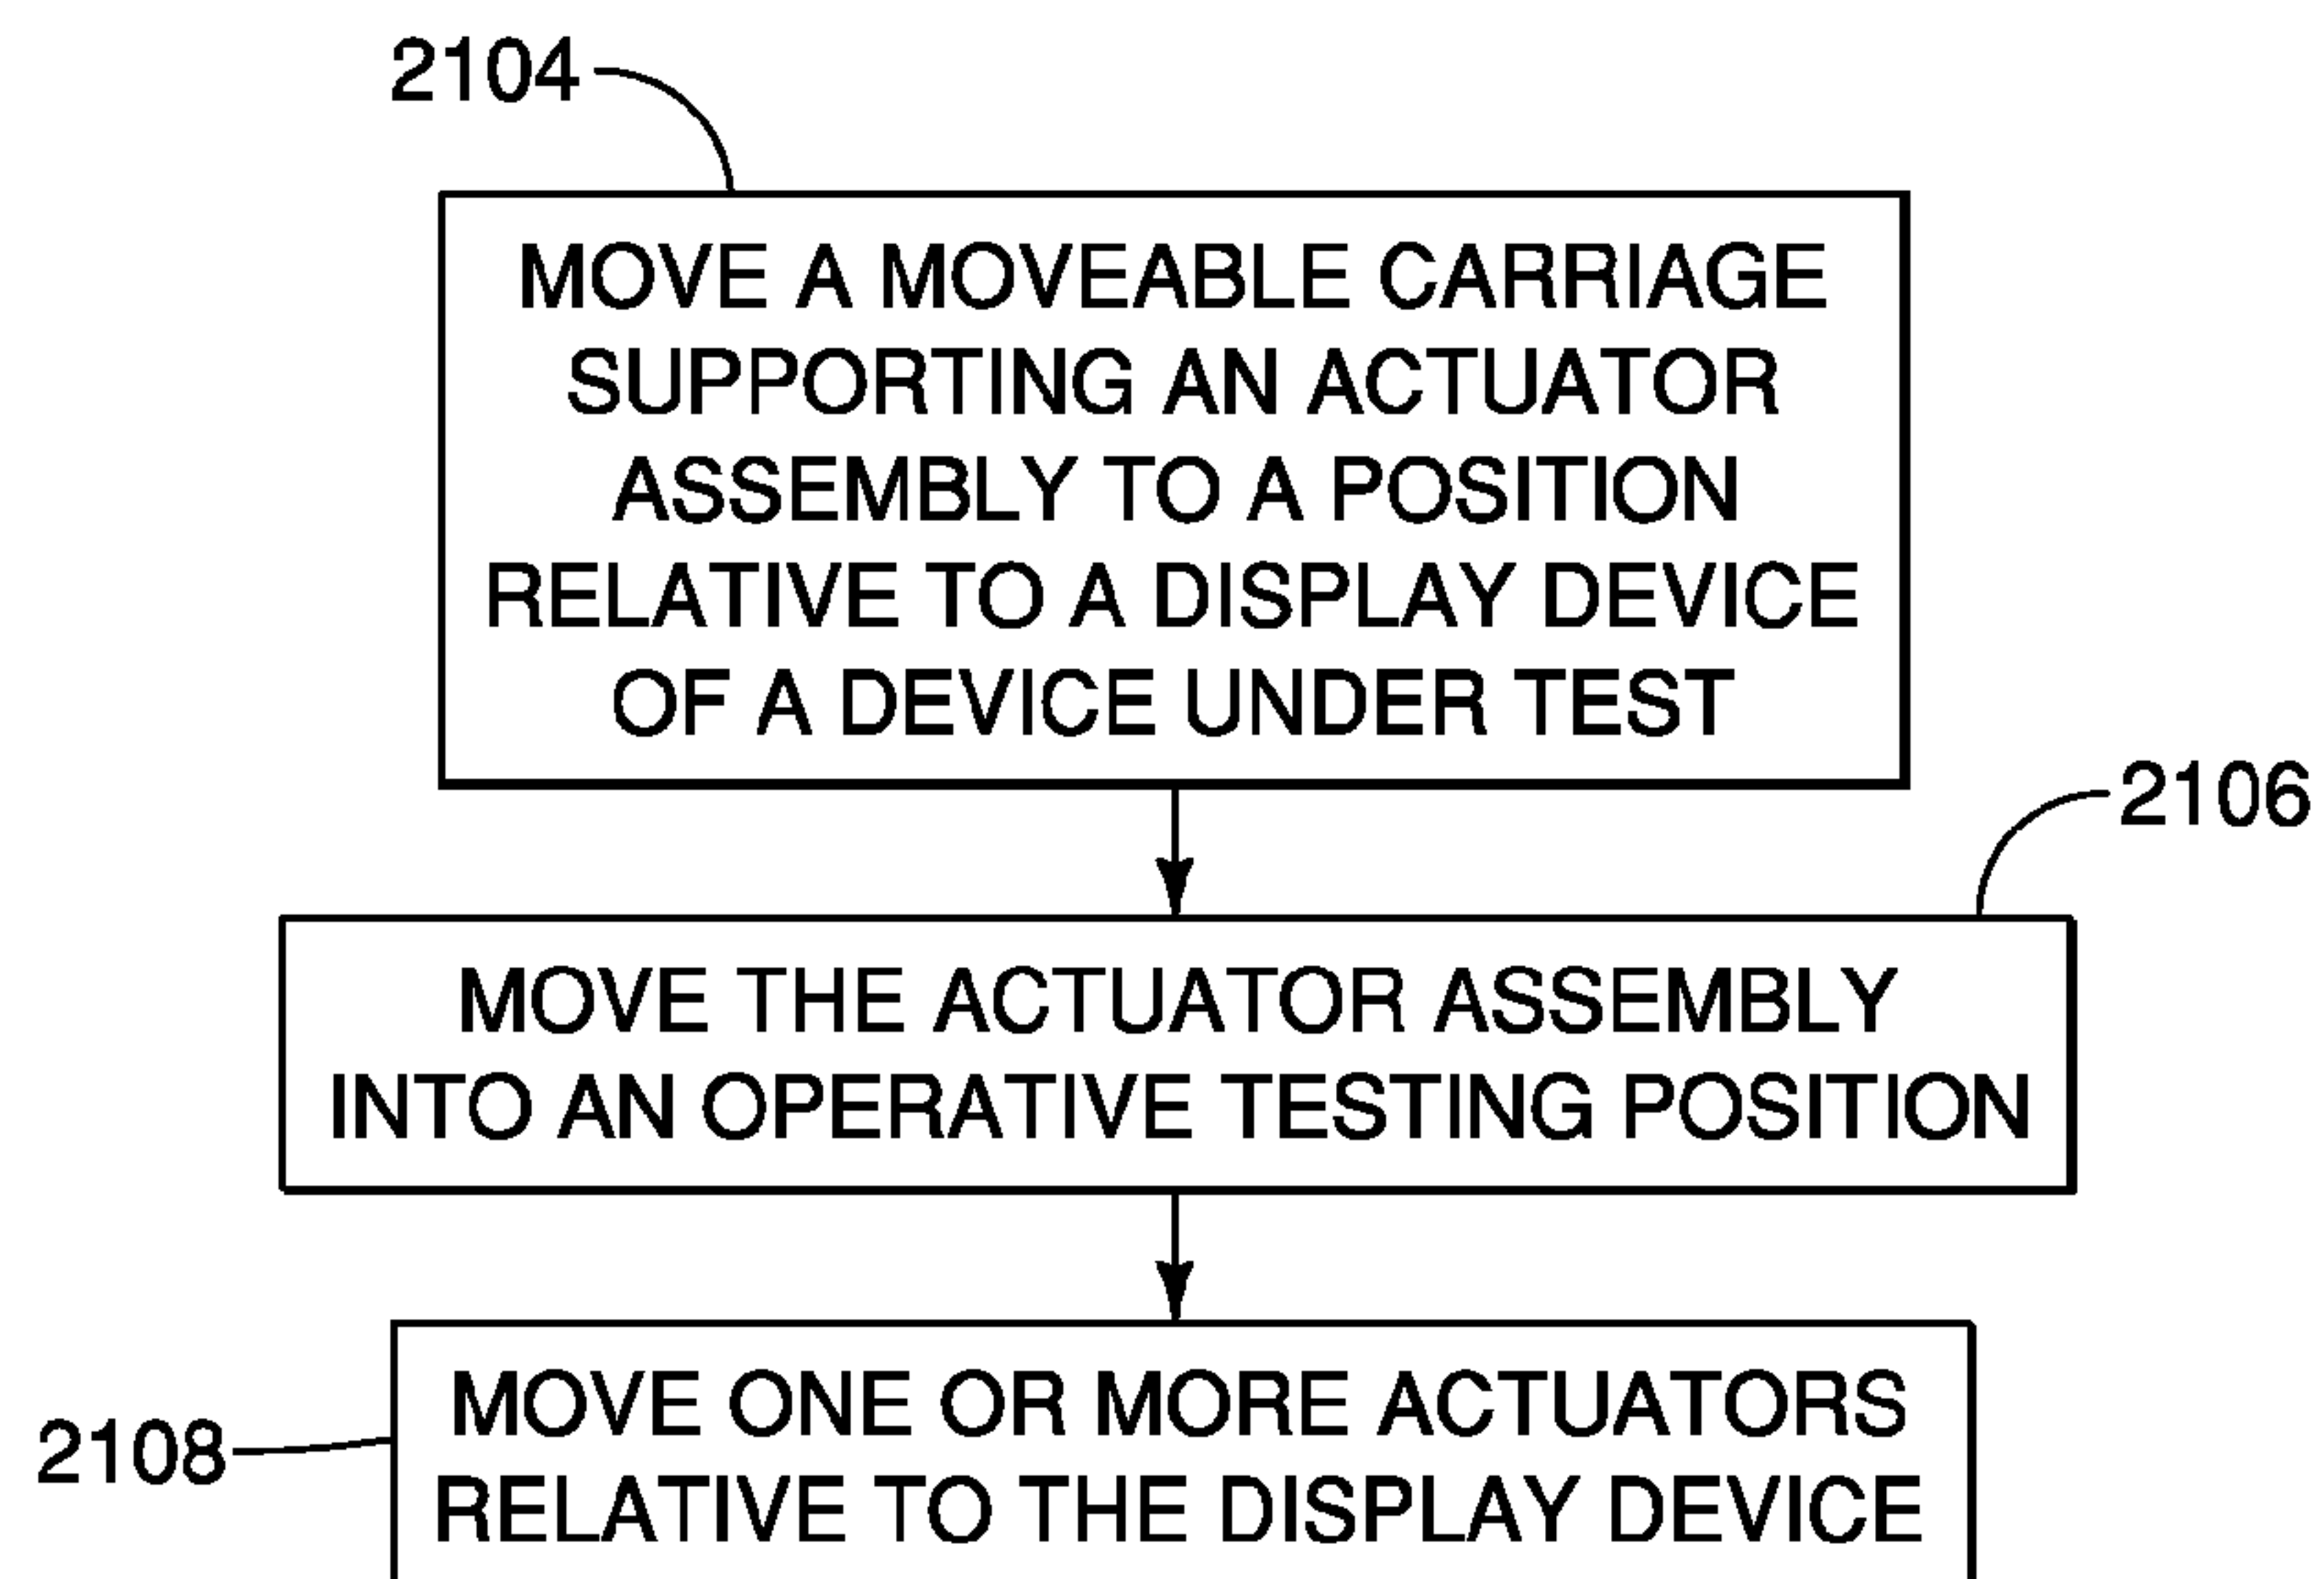 2104
MOVE A MOVEABLE CARRIAGE
SUPPORTING AN ACTUATOR
ASSEMBLY TO A POSITION
RELATIVE TO A DISPLAY DEVICE
OF A DEVICE UNDER TEST
2106
MOVE THE ACTUATOR ASSEMBLY
INTO AN OPERATIVE TESTING POSITION
2108
MOVE ONE OR MORE ACTUATORS
RELATIVE TO THE DISPLAY DEVICE